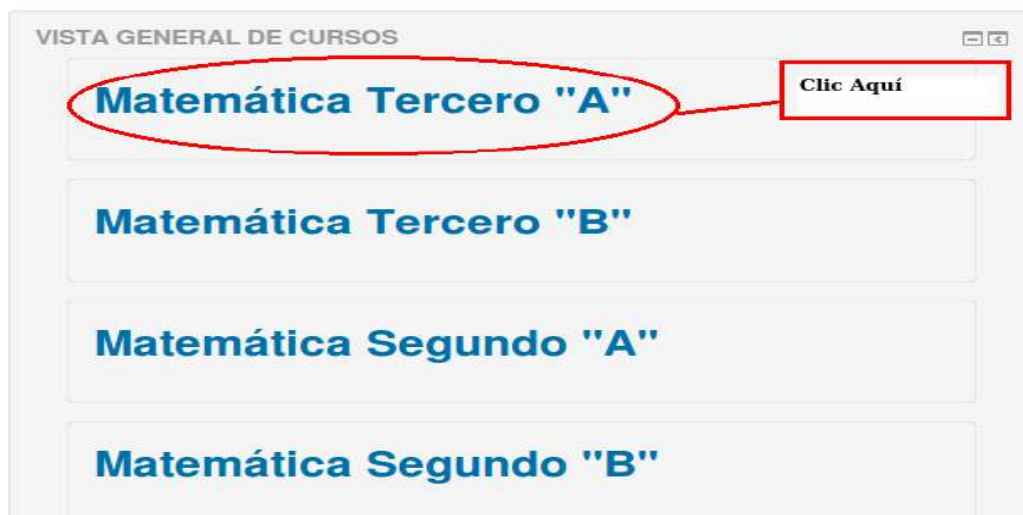 VISTA GENERAL DE CURSOS
Matemática Tercero "A"
Clic Aquí
Matemática Tercero "B"
Matemática Segundo "A"
Matemática Segundo "B"